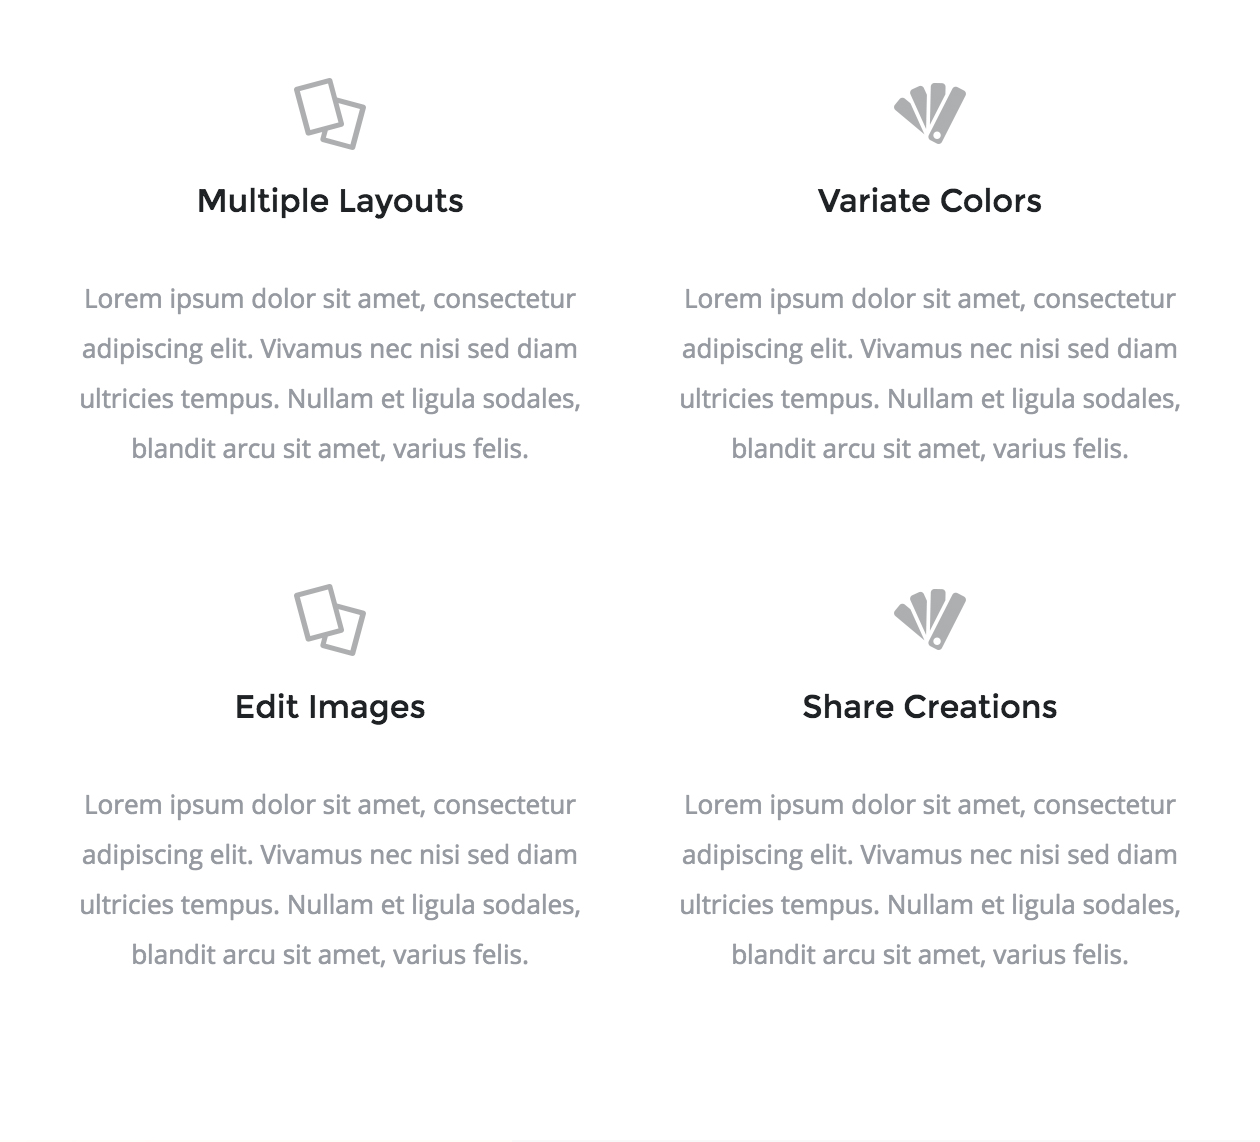 Multiple Layouts
Lorem ipsum dolor sit amet, consectetur
adipiscing elit. Vivamus nec nisi sed diam
ultricies tempus. Nullam et ligula sodales,
blandit arcu sit amet, varius felis.
Variate Colors
Lorem ipsum dolor sit amet, consectetur
adipiscing elit. Vivamus nec nisi sed diam
ultricies tempus. Nullam et ligula sodales,
blandit arcu sit amet, varius felis.
Edit Images
Lorem ipsum dolor sit amet, consectetur
adipiscing elit. Vivamus nec nisi sed diam
ultricies tempus. Nullam et ligula sodales,
blandit arcu sit amet, varius felis.
Share Creations
Lorem ipsum dolor sit amet, consectetur
adipiscing elit. Vivamus nec nisi sed diam
ultricies tempus. Nullam et ligula sodales,
blandit arcu sit amet, varius felis.